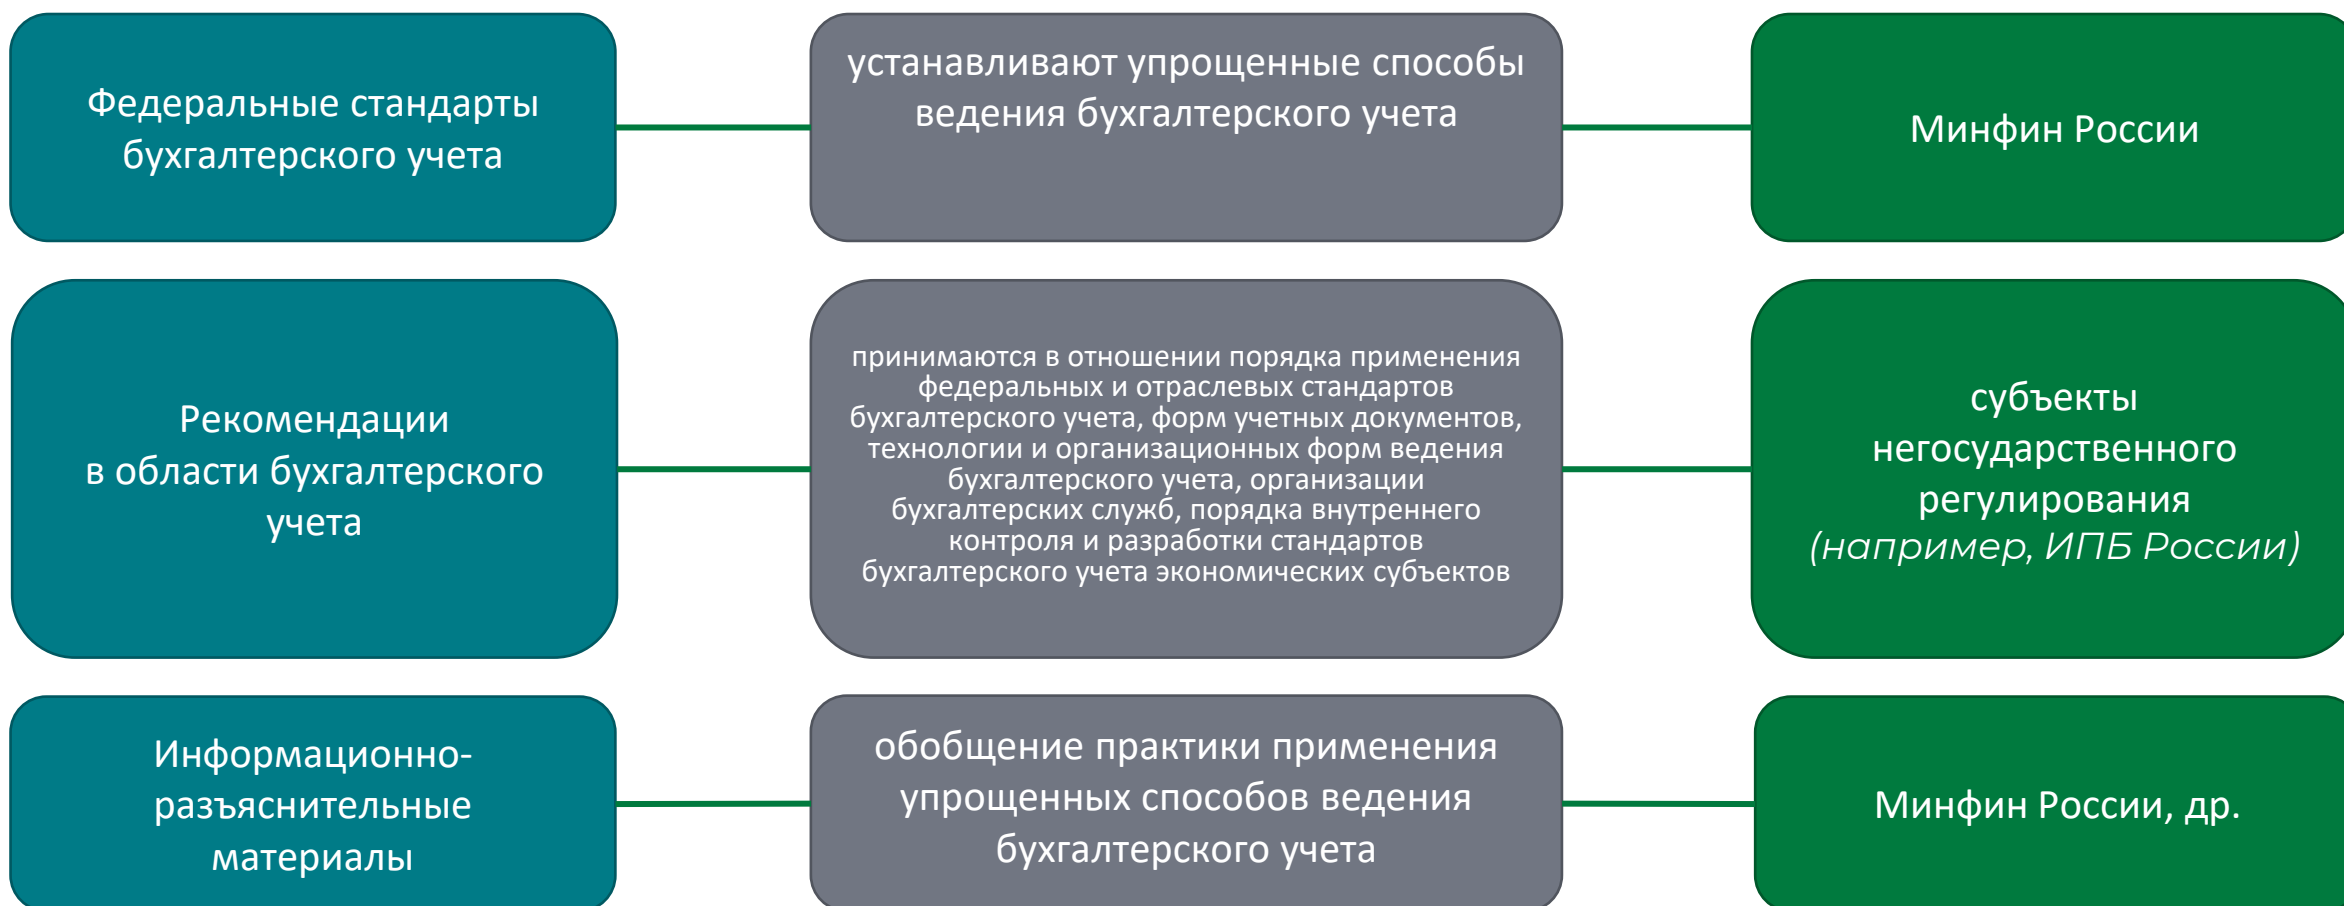 Федеральные стандарты
бухгалтерского учета
устанавливают упрощенные способы
ведения бухгалтерского учета
Минфин России
Рекомендации
в области бухгалтерского
учета
принимаются в отношении порядка применения
федеральных и отраслевых стандартов
бухгалтерского учета, форм учетных документов,
технологии и организационных форм ведения
бухгалтерского учета, организации
бухгалтерских служб, порядка внутреннего
контроля и разработки стандартов
бухгалтерского учета экономических субъектов
субъекты
негосударственного
регулирования
(например, ИПБ России)
Информационно-
разъяснительные
материалы
обобщение практики применения
упрощенных способов ведения
бухгалтерского учета
Минфин России, др.